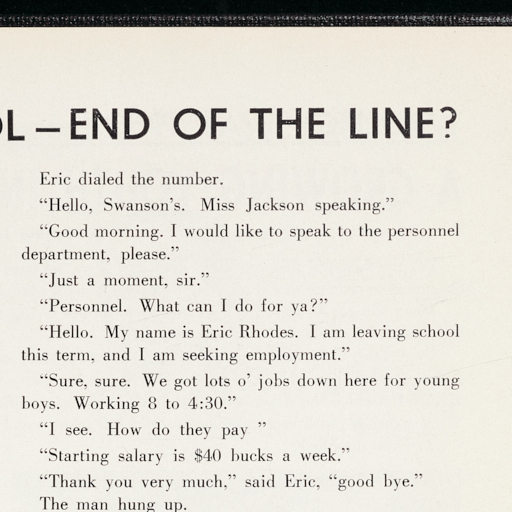 OL—END OF THE LINE?
Eric dialed the number.
“Hello, Swanson's. Miss Jackson speaking.”
“Good morning. I would like to speak to the personnel
department, please.”
“Just a moment, sir.”
“Personnel. What can I do for ya?”
“Hello. My name is Eric Rhodes. I am leaving school
this term, and I am seeking employment.”
“Sure, sure. We got lots o' jobs down here for young
boys. Working 8 to 4:30.”
“I see. How do they pay ”
“Starting salary is $40 bucks a week.”
“Thank you very much,” said Eric, “good bye.”
The man hung up.